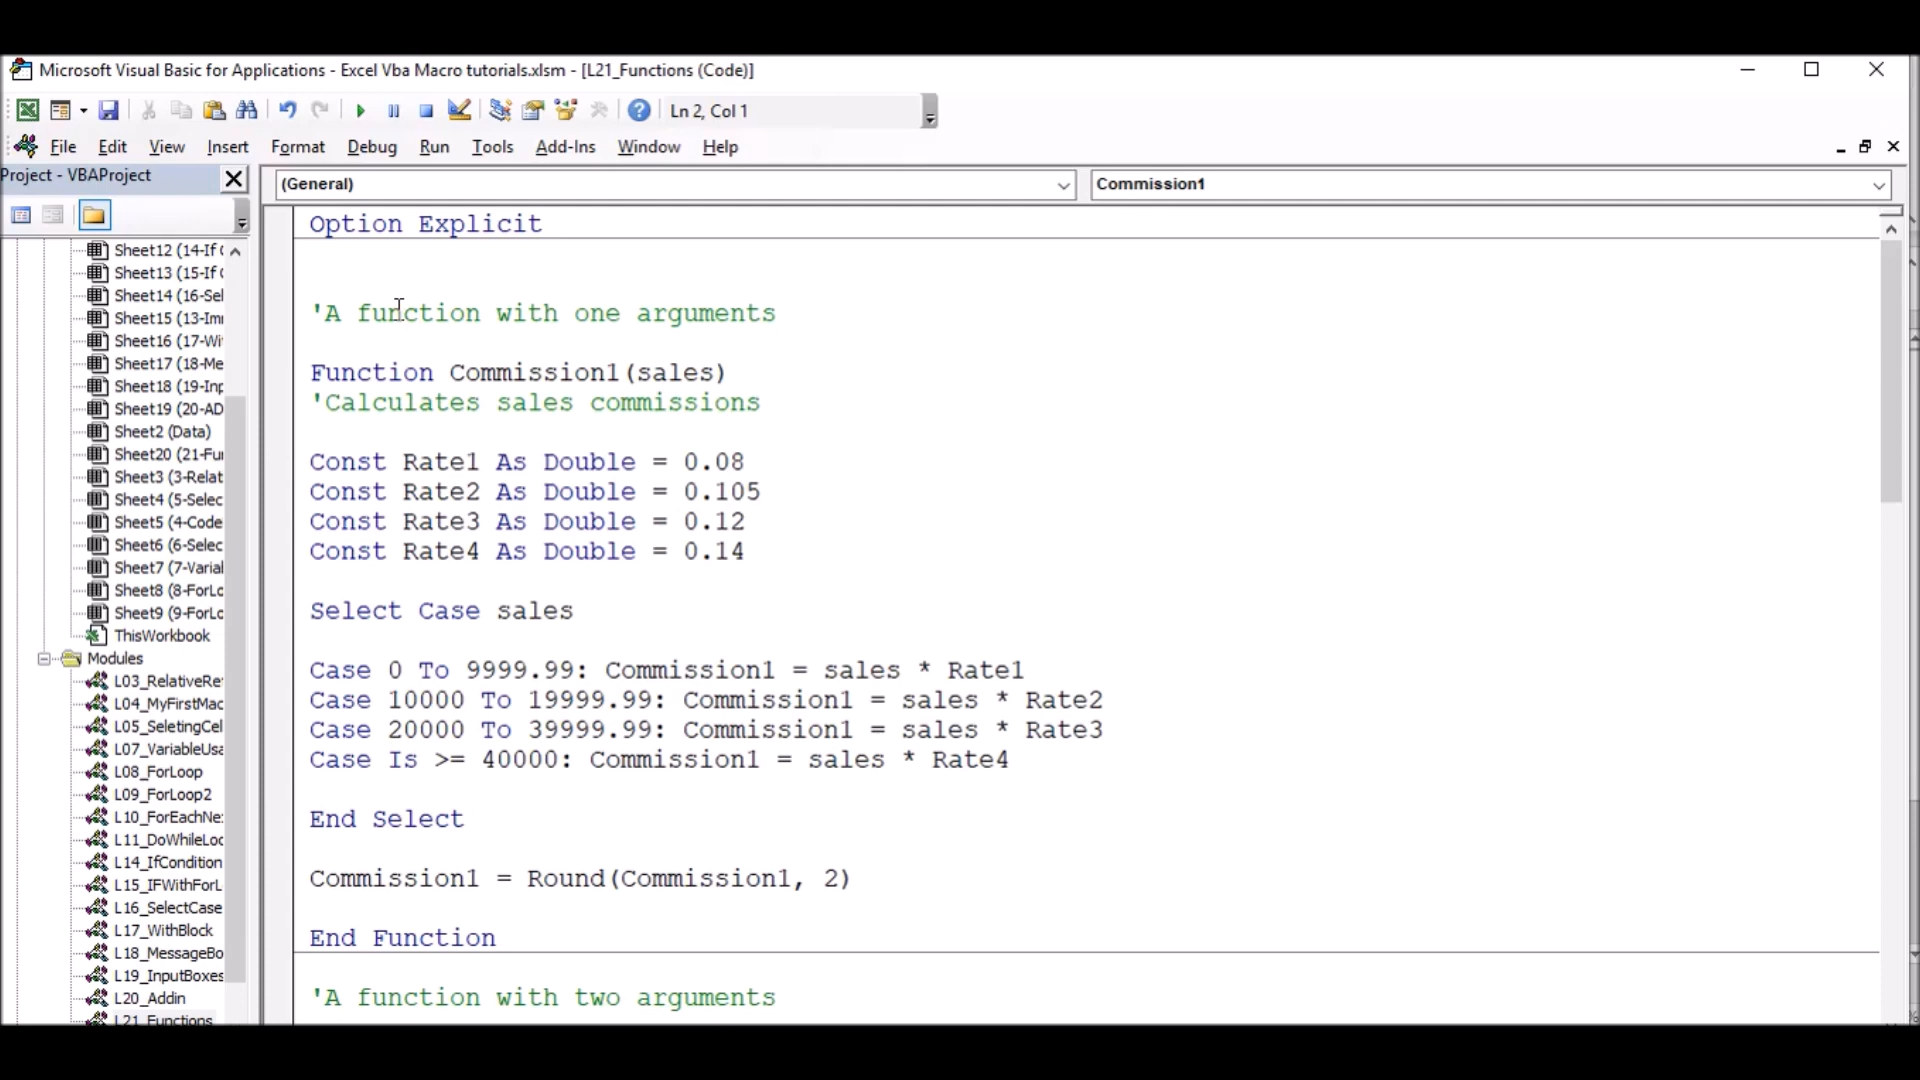 Microsoft Visual Basic for Applications - Excel Vba Macro tutorials.xlsm - [L21_Functions (Code)]
Ln 2, Col 1
File Edit View Insert Format Debug Run Tools Add-Ins Window Help
Project - VBAProject
(General) Commission1
Sheet12 (14-If
Sheet13 (15-If
Sheet14 (16-Sel
Sheet15 (13-Im
Sheet16 (17-Wi
Sheet17 (18-Me
Sheet18 (19-Inp
Sheet19 (20-AD
Sheet2 (Data)
Sheet20 (21-Fu
Sheet3 (3-Relat
Sheet4 (5-Selec
Sheet5 (4-Code
Sheet6 (6-Selec
Sheet7 (7-Varial
Sheet8 (8-ForLo
Sheet9 (9-ForLo
ThisWorkbook
Modules
L03_RelativeRe
L04_MyFirstMac
L05_SeletingCel
L07_VariableUsa
L08_ForLoop
L09_ForLoop2
L10_ForEachNe
L11_DoWhileLoo
L14_IfCondition
L15_IFWithForL
L16_SelectCase
L17_WithBlock
L18_MessageBo
L19_InputBoxes
L20_Addin
L21_Functions
Option Explicit
'A function with one arguments
Function Commission1(sales)
'Calculates sales commissions
Const Rate1 As Double = 0.08
Const Rate2 As Double = 0.105
Const Rate3 As Double = 0.12
Const Rate4 As Double = 0.14
Select Case sales
Case 0 To 9999.99: Commission1 = sales * Rate1
Case 10000 To 19999.99: Commission1 = sales * Rate2
Case 20000 To 39999.99: Commission1 = sales * Rate3
Case Is >= 40000: Commission1 = sales * Rate4
End Select
Commission1 = Round(Commission1, 2)
End Function
'A function with two arguments